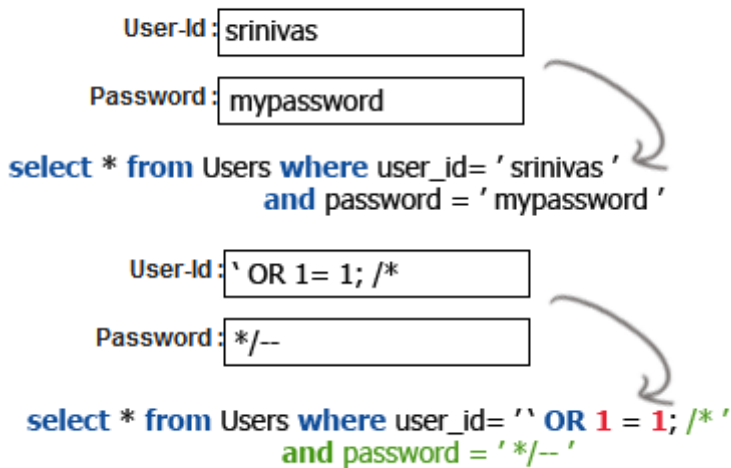 User-Id : srinivas
Password : mypassword
select * from Users where user_id= ’ srinivas ’
and password = ’ mypassword ’
User-Id : ‵ OR 1= 1; /*
Password : */--
select * from Users where user_id= ’‵ OR 1 = 1; /* ’
and password = ’ */-- ’